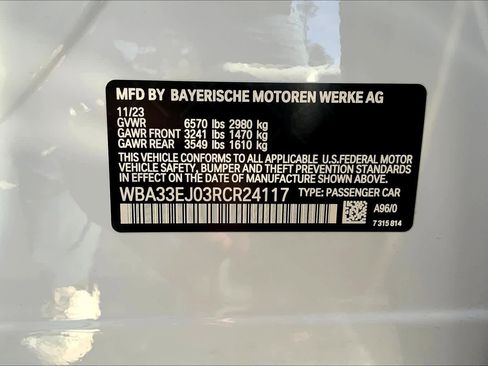 MFD BY BAYERISCHE MOTOREN WERKE AG
11/23
GVWR 6570 lbs 2980 kg
GAWR FRONT 3241 lbs 1470 kg
GAWR REAR 3549 lbs 1610 kg
THIS VEHICLE CONFORMS TO ALL APPLICABLE U.S.FEDERAL MOTOR
VEHICLE SAFETY, BUMPER, AND THEFT PREVENTION STANDARDS IN
EFFECT ON THE DATE OF MANUFACTURE SHOWN ABOVE.
WBA33EJ03RCR24117 TYPE: PASSENGER CAR
A96/0
7 315 814